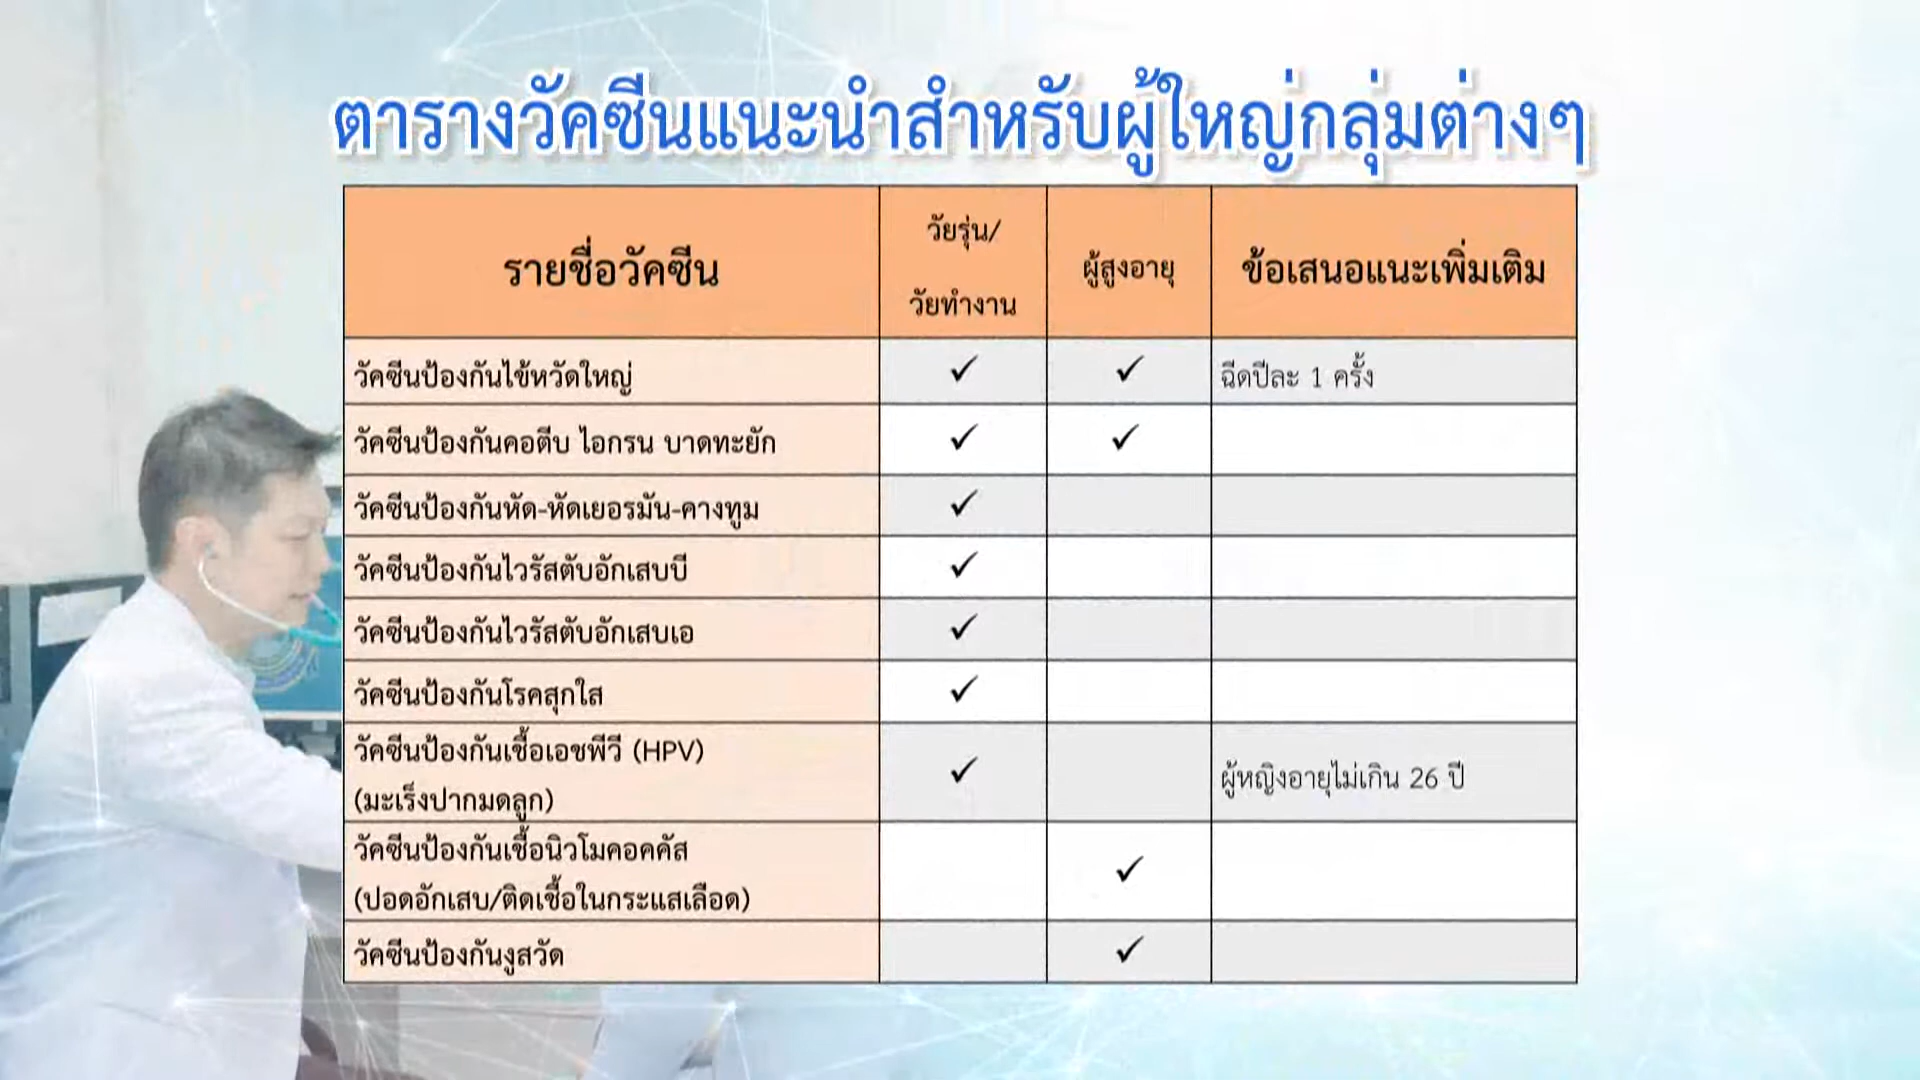 ตารางวัคซีนแนะนำสำหรับผู้ใหญ่กลุ่มต่างๆ
รายชื่อวัคซีน วัยรุ่น/ ผู้สูงอายุ ข้อเสนอแนะเพิ่มเติม
วัยทำงาน
วัคซีนป้องกันไข้หวัดใหญ่ ✓ ✓ ฉีดปีละ 1 ครั้ง
วัคซีนป้องกันคอตีบ ไอกรน บาดทะยัก ✓ ✓
วัคซีนป้องกันหัด-หัดเยอรมัน-คางทูม ✓
วัคซีนป้องกันไวรัสตับอักเสบบี ✓
วัคซีนป้องกันไวรัสตับอักเสบเอ ✓
วัคซีนป้องกันโรคสุกใส ✓
วัคซีนป้องกันเชื้อเอชพีวี (HPV)
(มะเร็งปากมดลูก) ✓ ผู้หญิงอายุไม่เกิน 26 ปี
วัคซีนป้องกันเชื้อนิวโมคอคคัส
(ปอดอักเสบ/ติดเชื้อในกระแสเลือด) ✓
วัคซีนป้องกันงูสวัด ✓